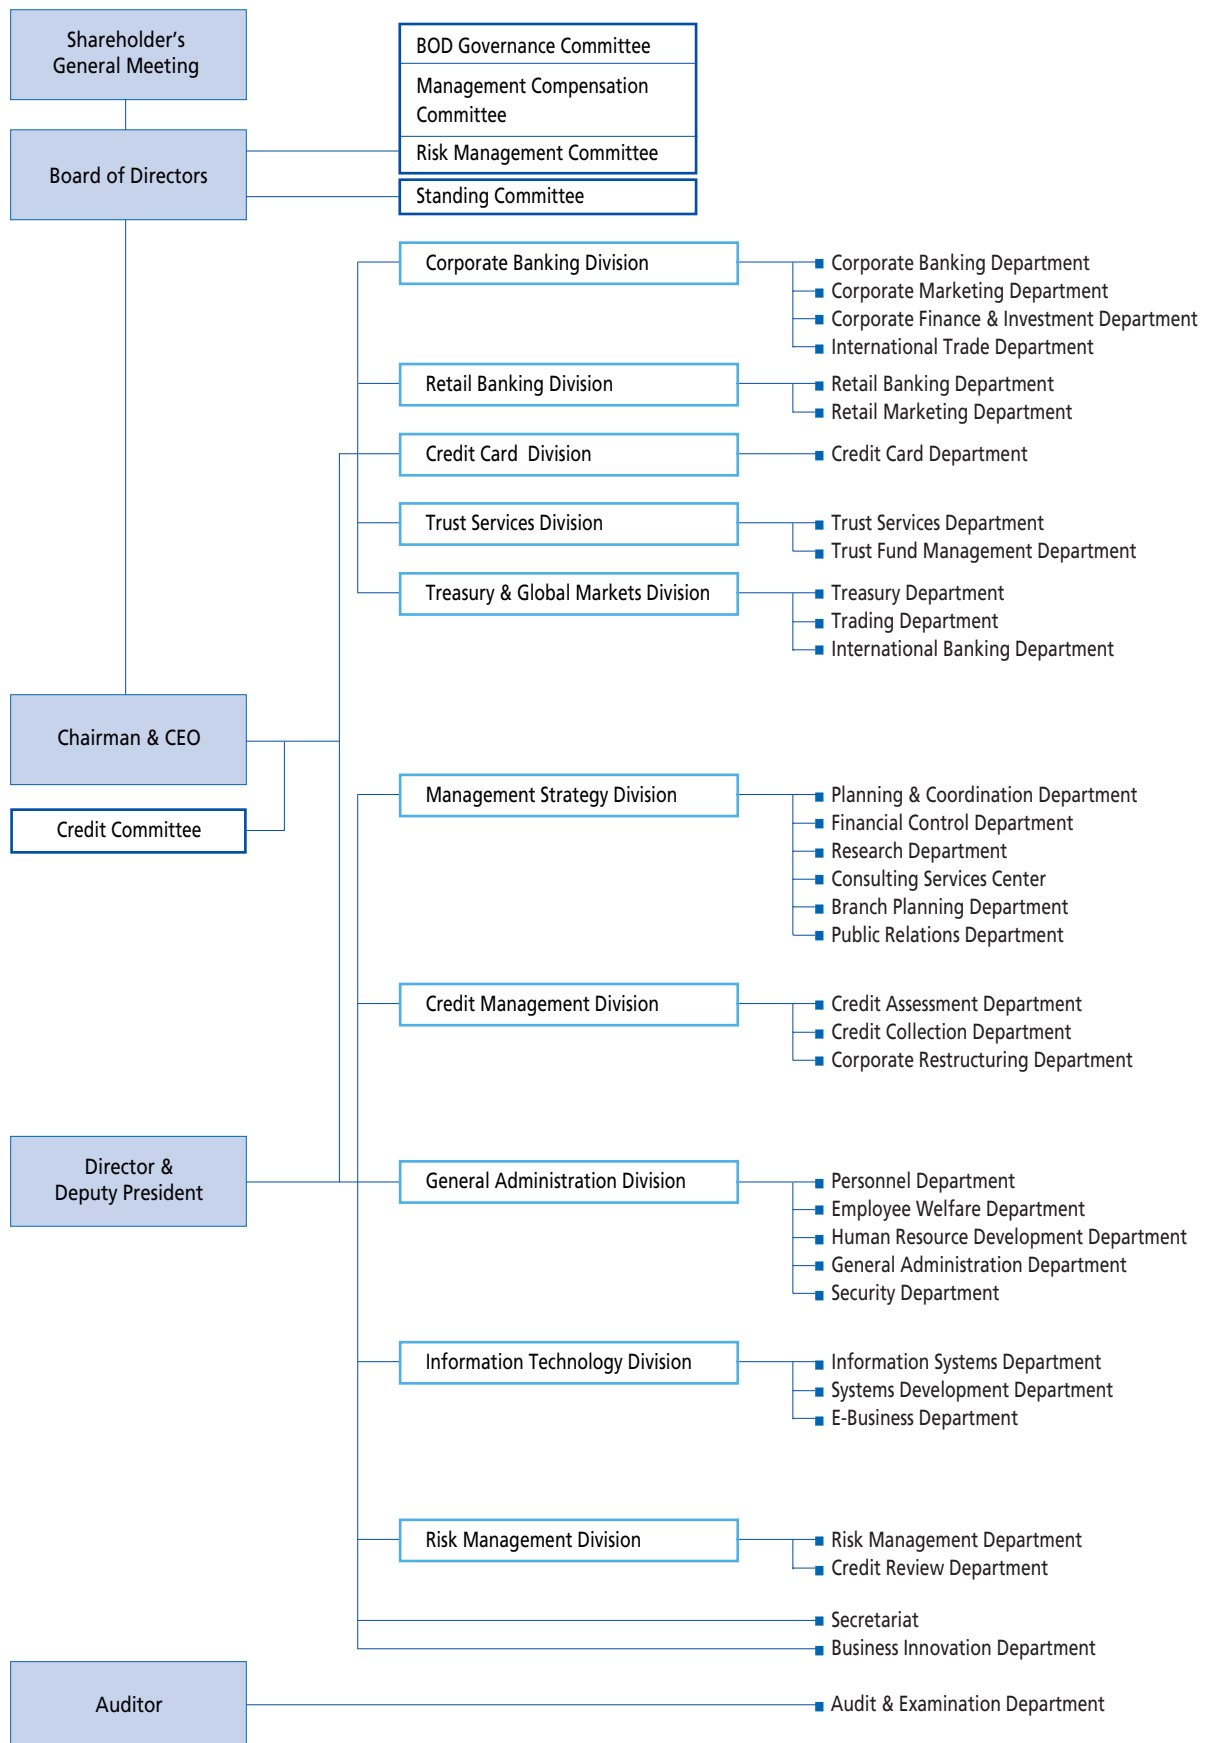 Shareholder's
General Meeting
BOD Governance Committee
Management Compensation
Committee
Risk Management Committee
Board of Directors
Standing Committee
Corporate Banking Division
Corporate Banking Department
Corporate Marketing Department
Corporate Finance & Investment Department
International Trade Department
Retail Banking Division
Retail Banking Department
Retail Marketing Department
Credit Card Division
Credit Card Department
Trust Services Division
Trust Services Department
Trust Fund Management Department
Treasury & Global Markets Division
Treasury Department
Trading Department
International Banking Department
Chairman & CEO
Credit Committee
Management Strategy Division
Planning & Coordination Department
Financial Control Department
Research Department
Consulting Services Center
Branch Planning Department
Public Relations Department
Credit Management Division
Credit Assessment Department
Credit Collection Department
Corporate Restructuring Department
Director &
Deputy President
General Administration Division
Personnel Department
Employee Welfare Department
Human Resource Development Department
General Administration Department
Security Department
Information Technology Division
Information Systems Department
Systems Development Department
E-Business Department
Risk Management Division
Risk Management Department
Credit Review Department
Secretariat
Business Innovation Department
Auditor
Audit & Examination Department